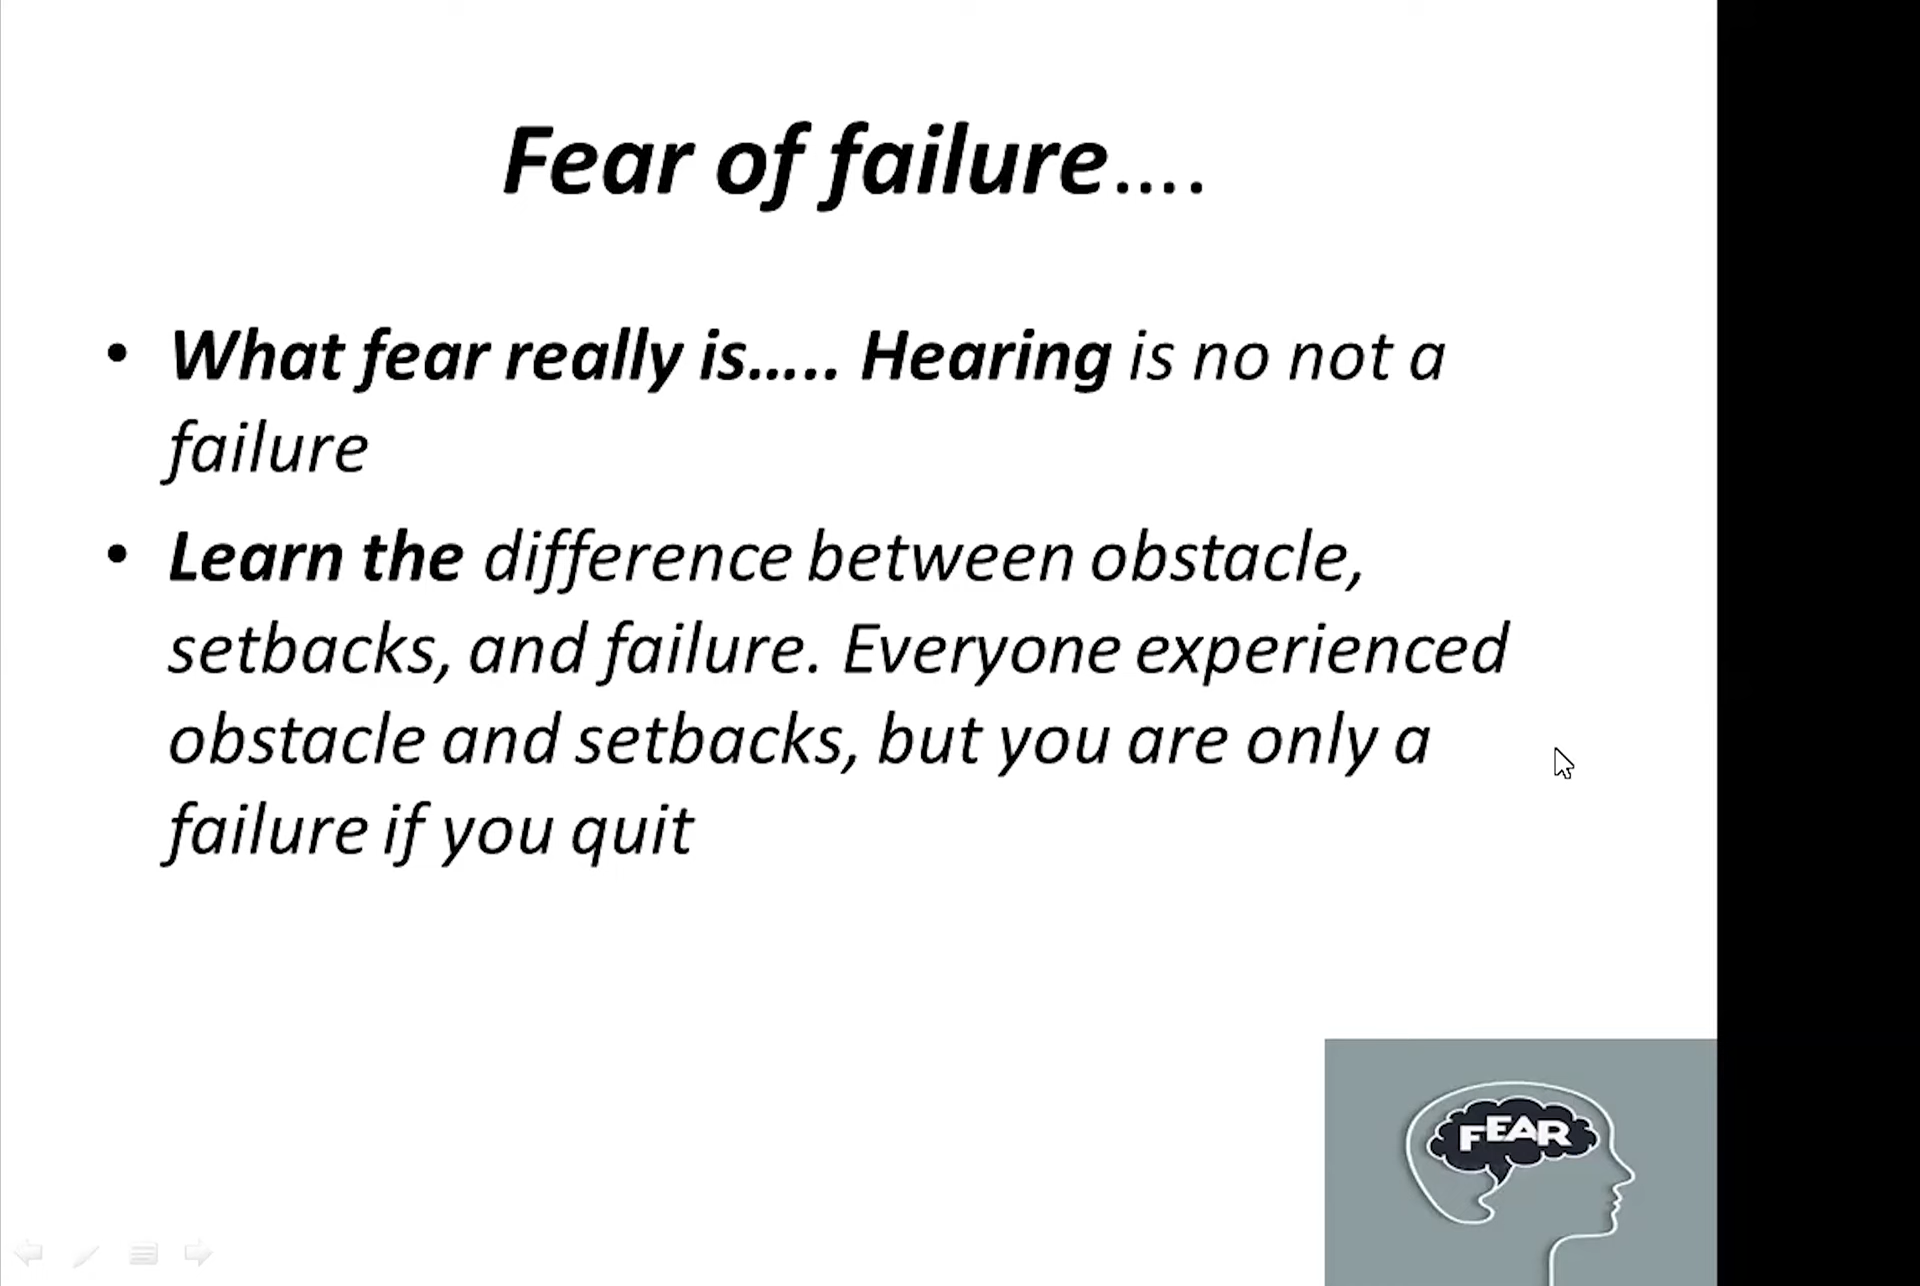 Fear of failure....
• What fear really is..... Hearing is no not a
failure
• Learn the difference between obstacle,
setbacks, and failure. Everyone experienced
obstacle and setbacks, but you are only a
failure if you quit
FEAR